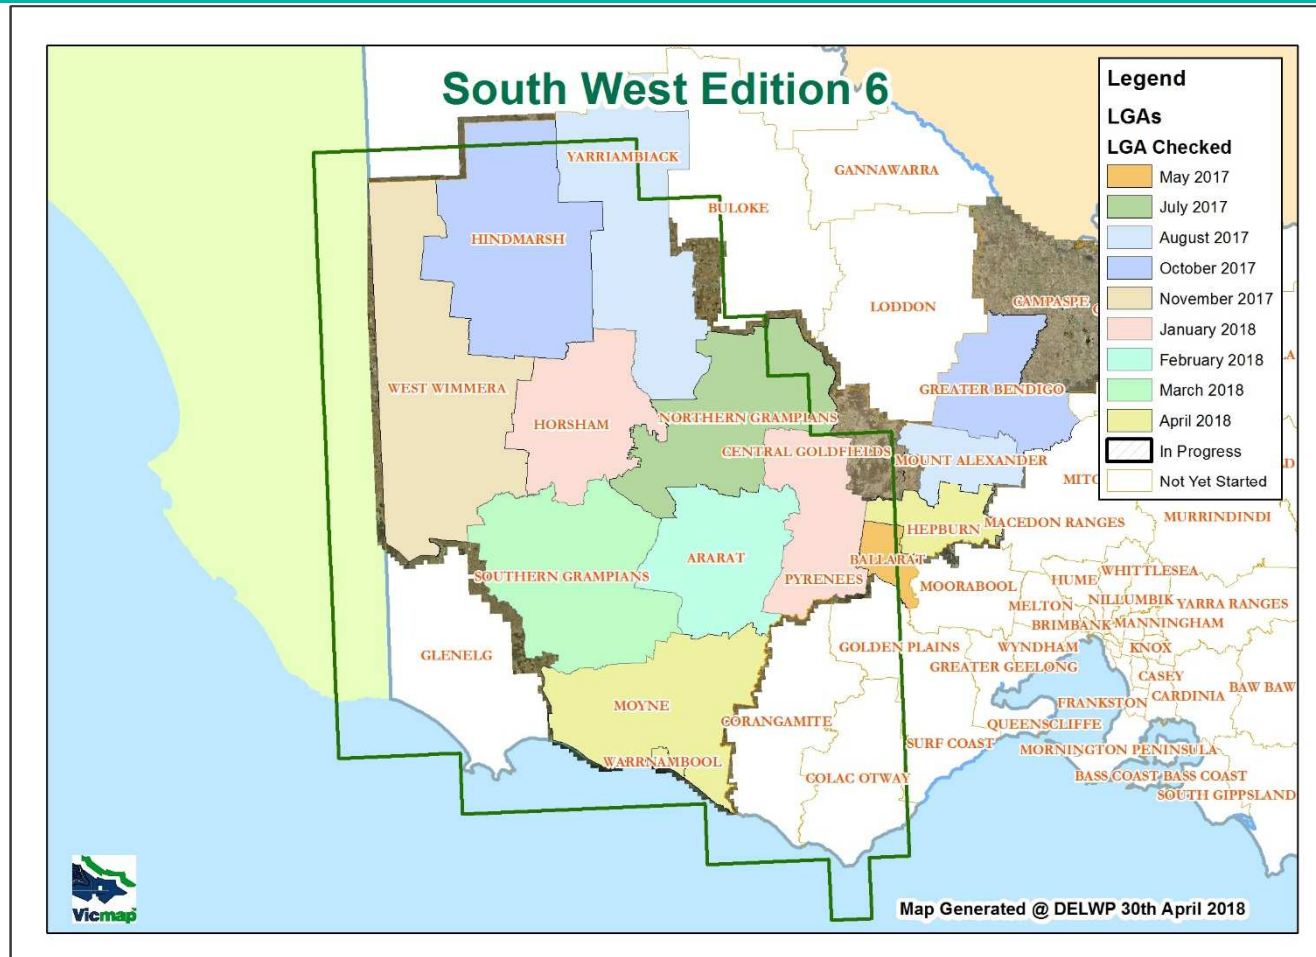 South West Edition 6
Legend
LGAs
LGA Checked
May 2017
July 2017
August 2017
October 2017
November 2017
January 2018
February 2018
March 2018
April 2018
In Progress
Not Yet Started
YARRIAMBIACK
GANNAWARRA
BULOKE
HINDMARSH
LODDON
CAMPASPE
WEST WIMMERA
GREATER BENDIGO
HORSHAM
NORTHERN GRAMPIANS
CENTRAL GOLDFIELDS
MOUNT ALEXANDER
MACEDON RANGES
MURRINDINDI
HEPBURN
ARARAT
BALLARAT
SOUTHERN GRAMPIANS
PYRENEES
MOORABOOL
HUME
WHITTLESEA
MELTON
NILLUMBIK
YARRA RANGES
BRIMBANK
MANNINGHAM
GLENELG
GOLDEN PLAINS
WYNDHAM
KNOX
GREATER GEELONG
CASEY
MOYNE
FRANKSTON
CARDINIA
BAW BAW
CORANGAMITE
QUEENSCLIFFE
SURF COAST
MORNINGTON PENINSULA
WARRNAMBOOL
COLAC OTWAY
BASS COAST
BASS COAST
SOUTH GIPPSLAND
Vicmap
Map Generated @ DELWP 30th April 2018